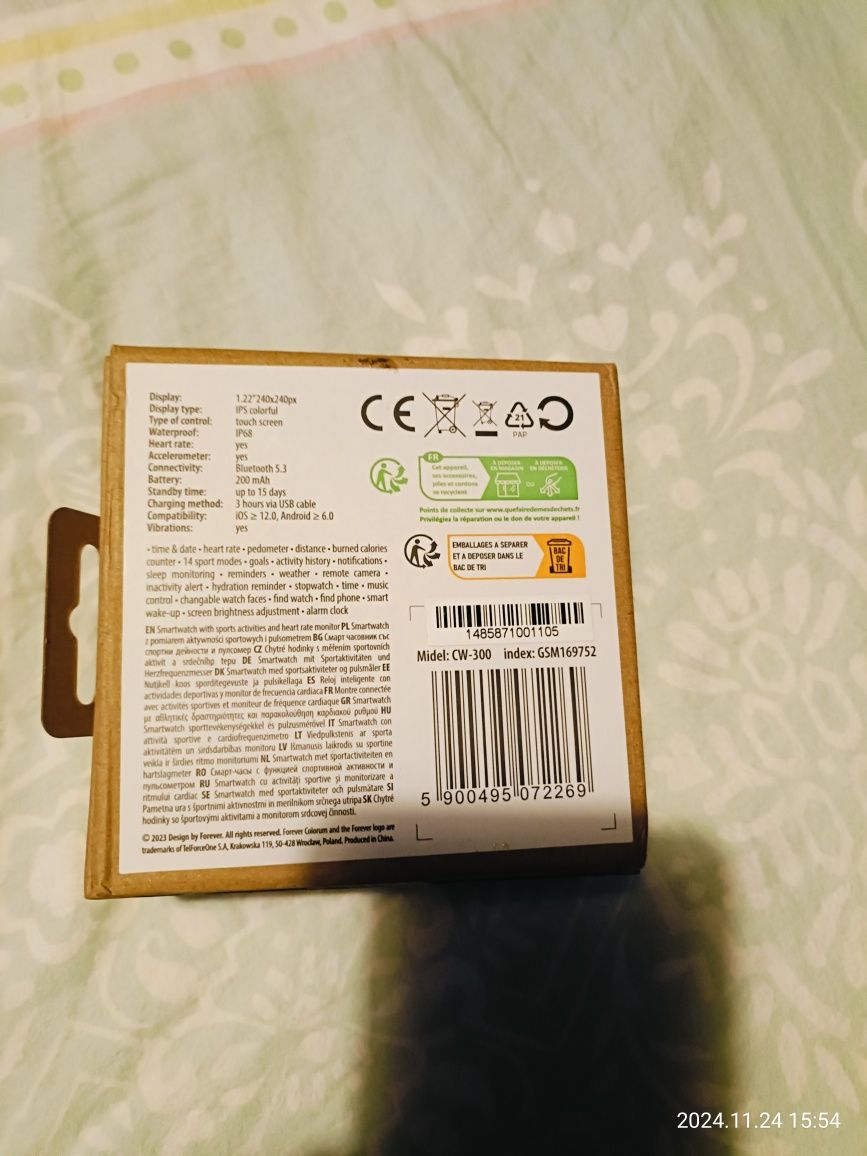 Display: 1.22"240x240px
Display type: IPS colorful
Type of control: touch screen
Waterproof: IP68
Heart rate: yes
Accelerometer: yes
Connectivity: Bluetooth 5.3
Battery: 200 mAh
Standby time: up to 15 days
Charging method: 3 hours via USB cable
Compatibility: iOS ≥ 12.0, Android ≥ 6.0
Vibrations: yes
• time & date • heart rate • pedometer • distance • burned calories
counter • 14 sport modes • goals • activity history • notifications •
sleep monitoring • reminders • weather • remote camera •
inactivity alert • hydration reminder • stopwatch • time • music
control • changable watch faces • find watch • find phone • smart
wake-up • screen brightness adjustment • alarm clock
EN Smartwatch with sports activities and heart rate monitor PL Smartwatch
z pomiarem aktywności sportowych i pulsometrem BG Смарт часовник със
спортни дейности и пулсомер CZ Chytré hodinky s měřením sportovních
aktivit a srdečního tepu DE Smartwatch mit Sportaktivitäten und
Herzfrequenzmesser DK Smartwatch med sportsaktiviteter og pulsmåler EE
Nutikell koos sporditegevuste ja pulsikellaga ES Reloj inteligente con
actividades deportivas y monitor de frecuencia cardiaca FR Montre connectée
avec activités sportives et moniteur de fréquence cardiaque GR Smartwatch
με αθλητικές δραστηριότητες και παρακολούθηση καρδιακού ρυθμού HU
Smartwatch sporttevékenységekkel és pulzusmérővel IT Smartwatch con
attività sportive e cardiofrequenzimetro LT Viedpulkstenis ar sporta
aktivitātēm un sirdsdarbības monitoru LV Išmanusis laikrodis su sportine
veikla ir širdies ritmo monitoriumi NL Smartwatch met sportactiviteiten en
hartslagmeter RO Смарт-часы с функцией спортивной активности и
пульсометром RU Smartwatch cu activități sportive și monitorizare a
ritmului cardiac SE Smartwatch med sportaktiviteter och pulsmätare SI
Pametna ura s športnimi aktivnostmi in merilnikom srčnega utripa SK Chytré
hodinky so športovými aktivitami a monitorom srdcovej činnosti.
© 2023 Design by Forever. All rights reserved. Forever Colorum and the Forever logo are
trademarks of TelForceOne S.A, Krakowska 119, 50-428 Wrocław, Poland. Produced in China.
CE
21
PAP
FR
Cet appareil,
ses accessoires,
piles et cordons
se recyclent
À DÉPOSER
EN MAGASIN
OU
À DÉPOSER
EN DÉCHÈTERIE
Points de collecte sur www.quefairedemesdechets.fr
Privilégiez la réparation ou le don de votre appareil !
EMBALLAGES A SEPARER
ET A DEPOSER DANS LE
BAC DE TRI
BAC
DE
TRI
1485871001105
Midel: CW-300 index: GSM169752
5 900495 072269
2024.11.24 15:54